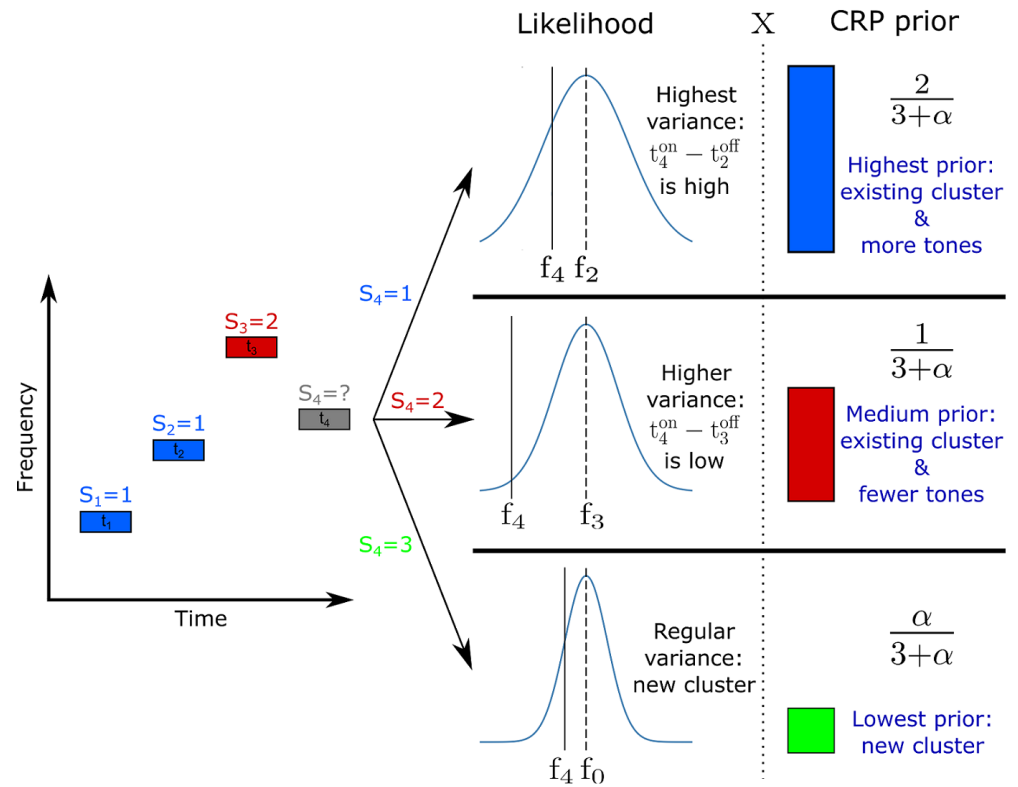 Likelihood
X
CRP prior
Highest
variance:
t₄ᵒⁿ − t₂ᵒᶠᶠ
is high
f₄ f₂
2
3+α
Highest prior:
existing cluster
&
more tones
S₄=1
S₃=2
t₃
S₄=?
t₄
S₂=1
t₂
S₁=1
t₁
Frequency
Time
S₄=2
S₄=3
Higher
variance:
t₄ᵒⁿ − t₃ᵒᶠᶠ
is low
f₄ f₃
1
3+α
Medium prior:
existing cluster
&
fewer tones
Regular
variance:
new cluster
f₄ f₀
α
3+α
Lowest prior:
new cluster